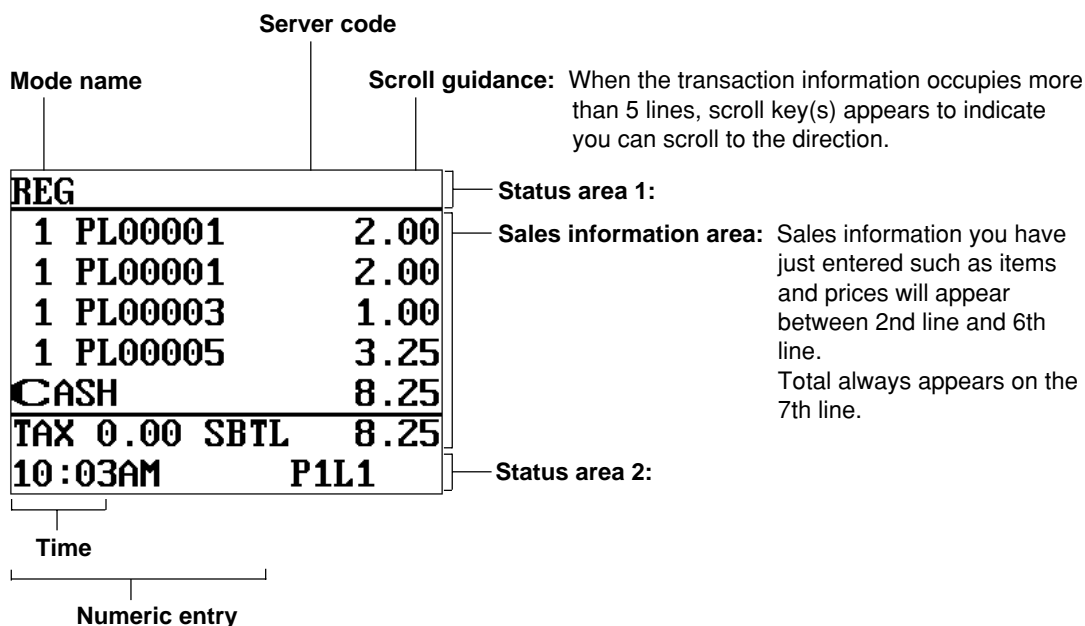 Server code
Mode name
Scroll guidance: When the transaction information occupies more
than 5 lines, scroll key(s) appears to indicate
you can scroll to the direction.
REG
Status area 1:
1 PL00001 2.00
Sales information area: Sales information you have
1 PL00001 2.00
just entered such as items
and prices will appear
1 PL00003 1.00
between 2nd line and 6th
1 PL00005 3.25
line.
CASH 8.25
Total always appears on the
7th line.
TAX 0.00 SBTL 8.25
10:03AM P1L1
Status area 2:
Time
Numeric entry